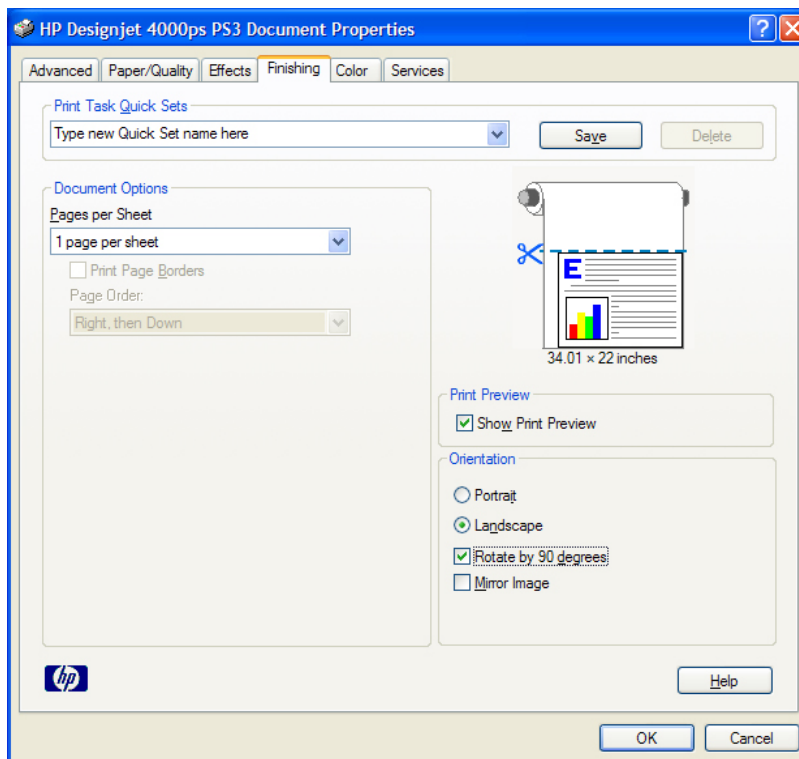 HP Designjet 4000ps PS3 Document Properties
Advanced Paper/Quality Effects Finishing Color Services
Print Task Quick Sets
Type new Quick Set name here Save Delete
Document Options
Pages per Sheet
1 page per sheet
Print Page Borders
Page Order:
Right, then Down
E
34.01 × 22 inches
Print Preview
Show Print Preview
Orientation
Portrait
Landscape
Rotate by 90 degrees
Mirror Image
hp
Help
OK Cancel